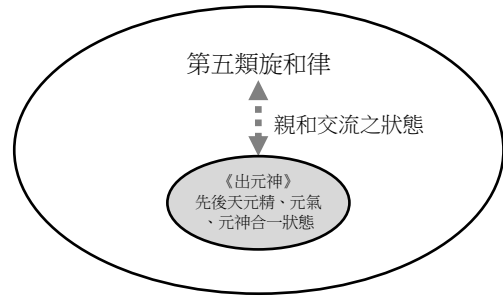 第五類旋和律
親和交流之狀態
《出元神》
先後天元精、元氣
、元神合一狀態